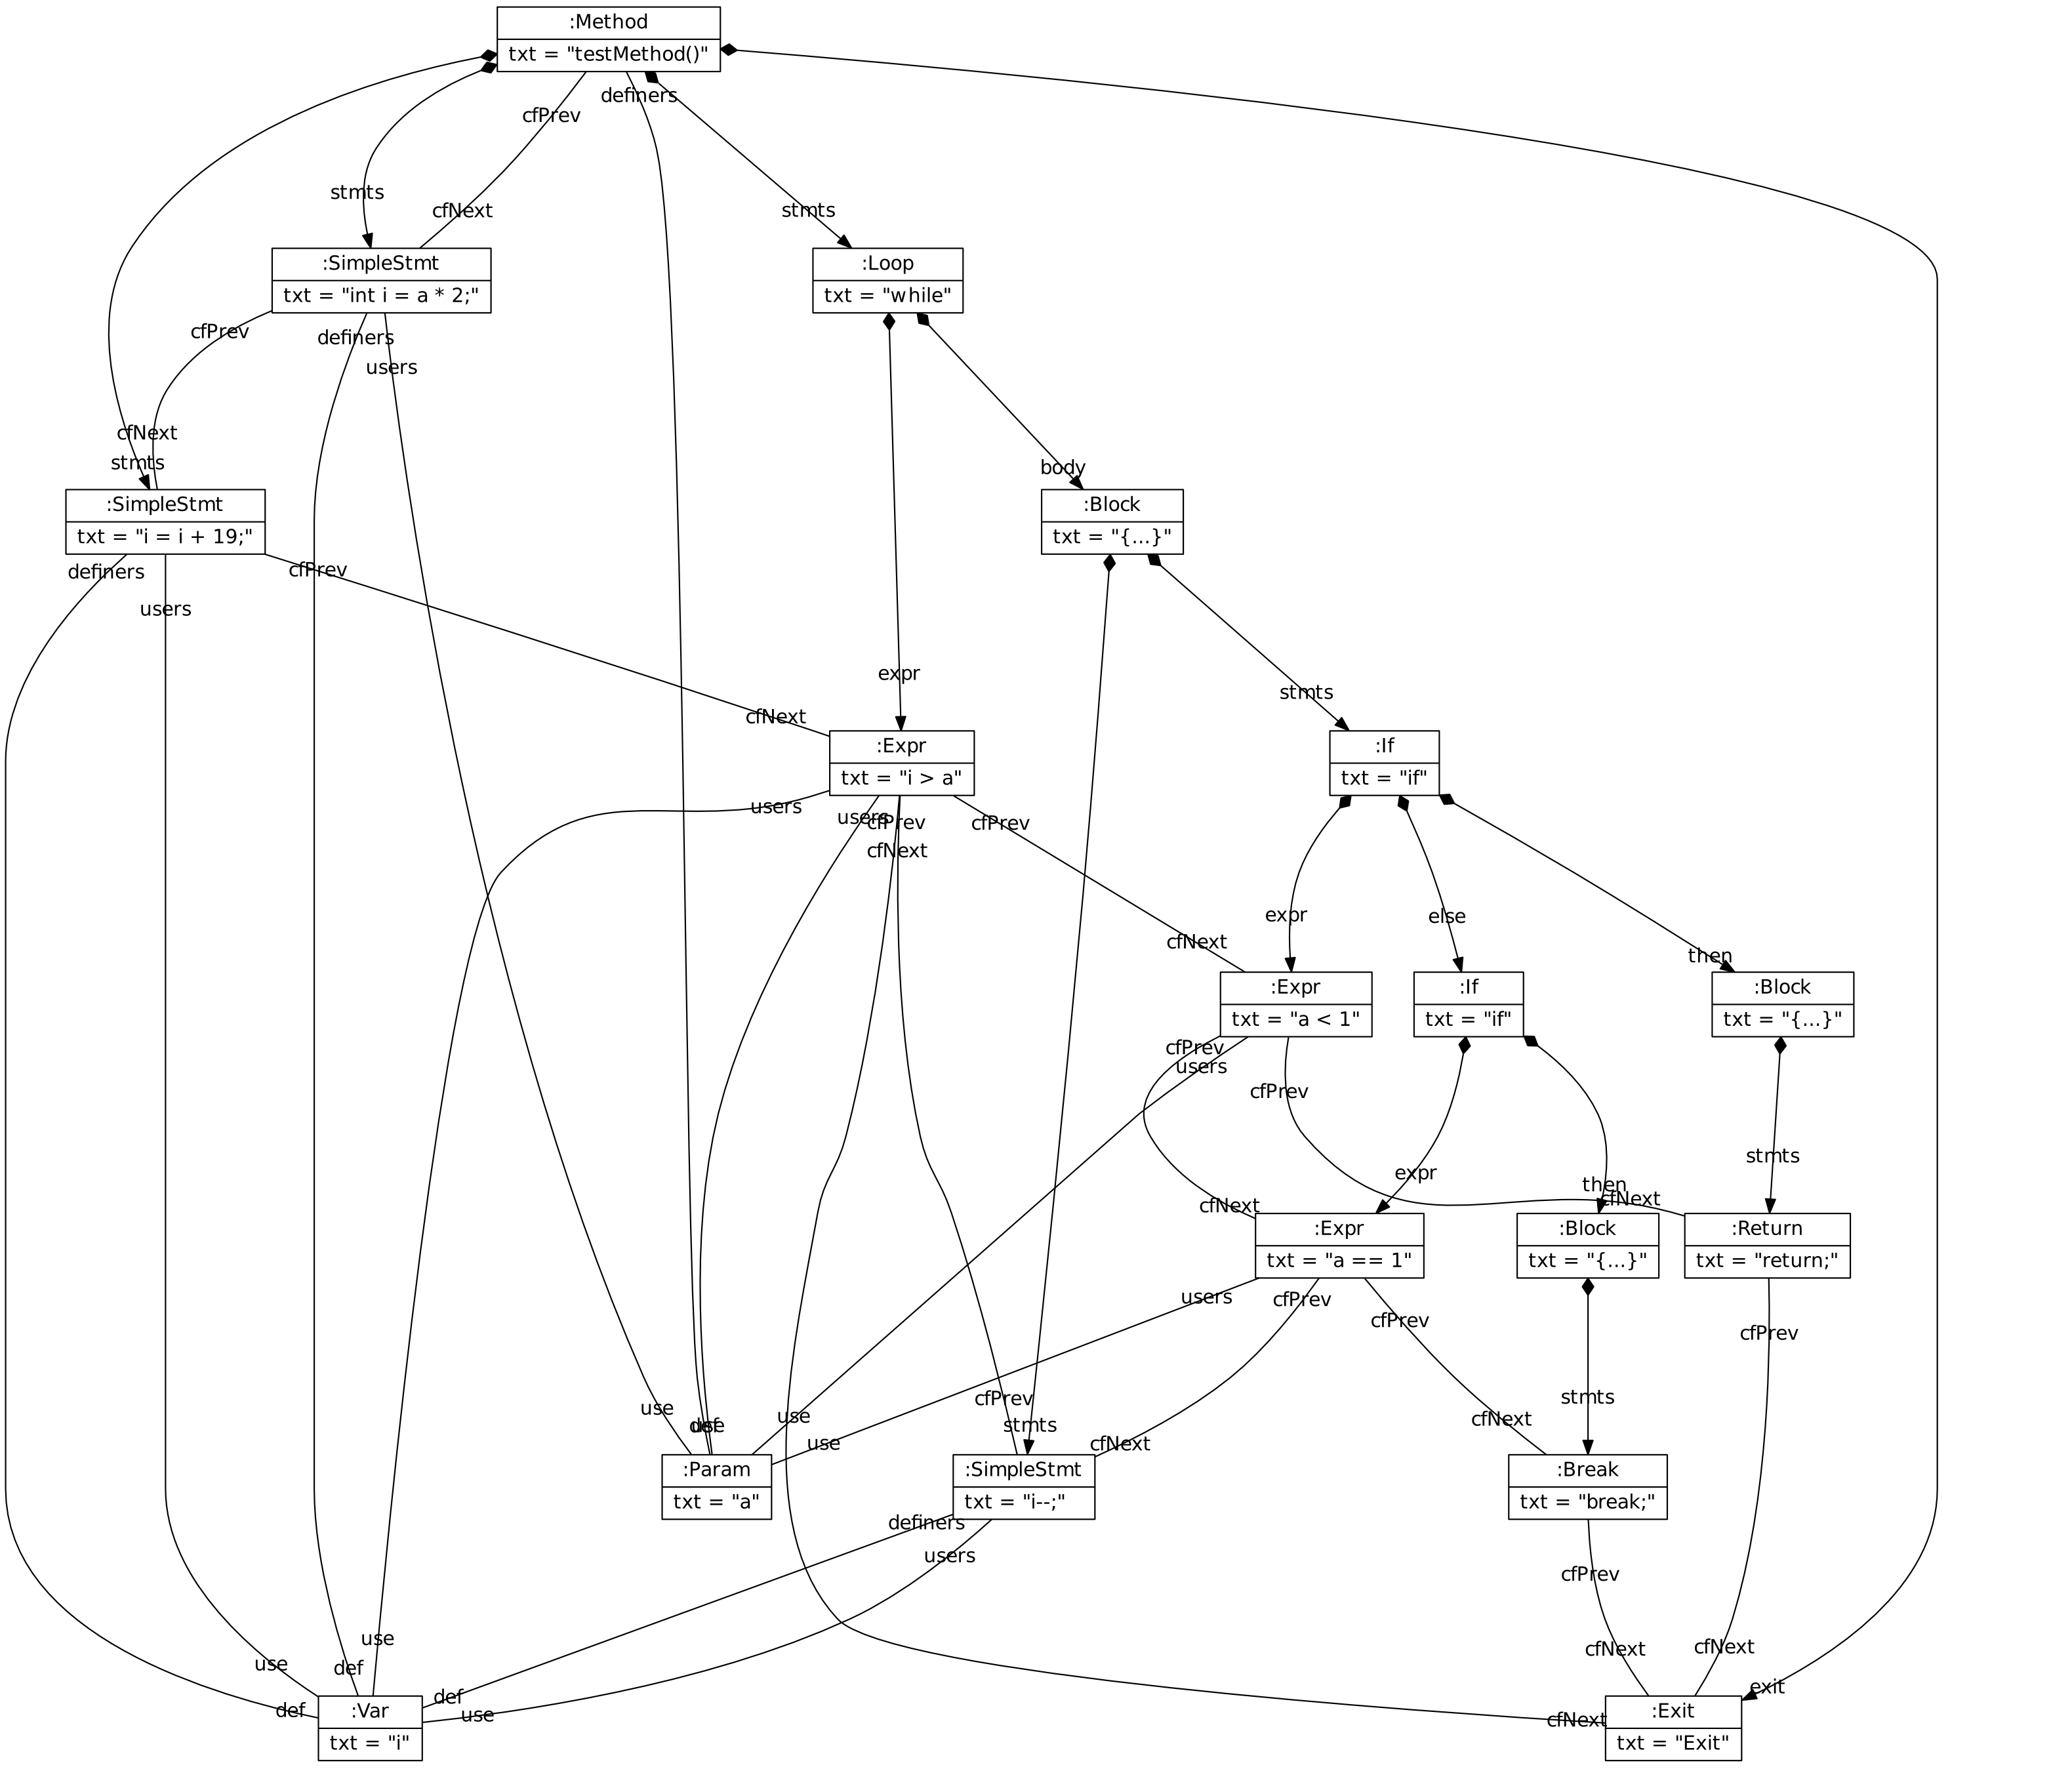 :Method
txt = "testMethod()"
definers
cfPrev
stmts
cfNext
stmts
:SimpleStmt
txt = "int i = a * 2;"
:Loop
txt = "while"
cfPrev
definers
users
cfNext
stmts
body
:SimpleStmt
txt = "i = i + 19;"
:Block
txt = "{...}"
definers
cfPrev
users
expr
stmts
cfNext
:Expr
txt = "i > a"
:If
txt = "if"
users
users
cfPrev
cfPrev
cfNext
expr
else
cfNext
then
:Expr
txt = "a < 1"
:If
txt = "if"
:Block
txt = "{...}"
cfPrev
users
cfPrev
stmts
expr
then
cfNext
cfNext
:Expr
txt = "a == 1"
:Block
txt = "{...}"
:Return
txt = "return;"
users
cfPrev
cfPrev
cfPrev
cfPrev
stmts
use
use
def
use
stmts
cfNext
use
cfNext
:Param
txt = "a"
:SimpleStmt
txt = "i--;"
:Break
txt = "break;"
definers
users
cfPrev
use
cfNext
cfNext
use
def
exit
def
def
use
cfNext
:Var
txt = "i"
:Exit
txt = "Exit"